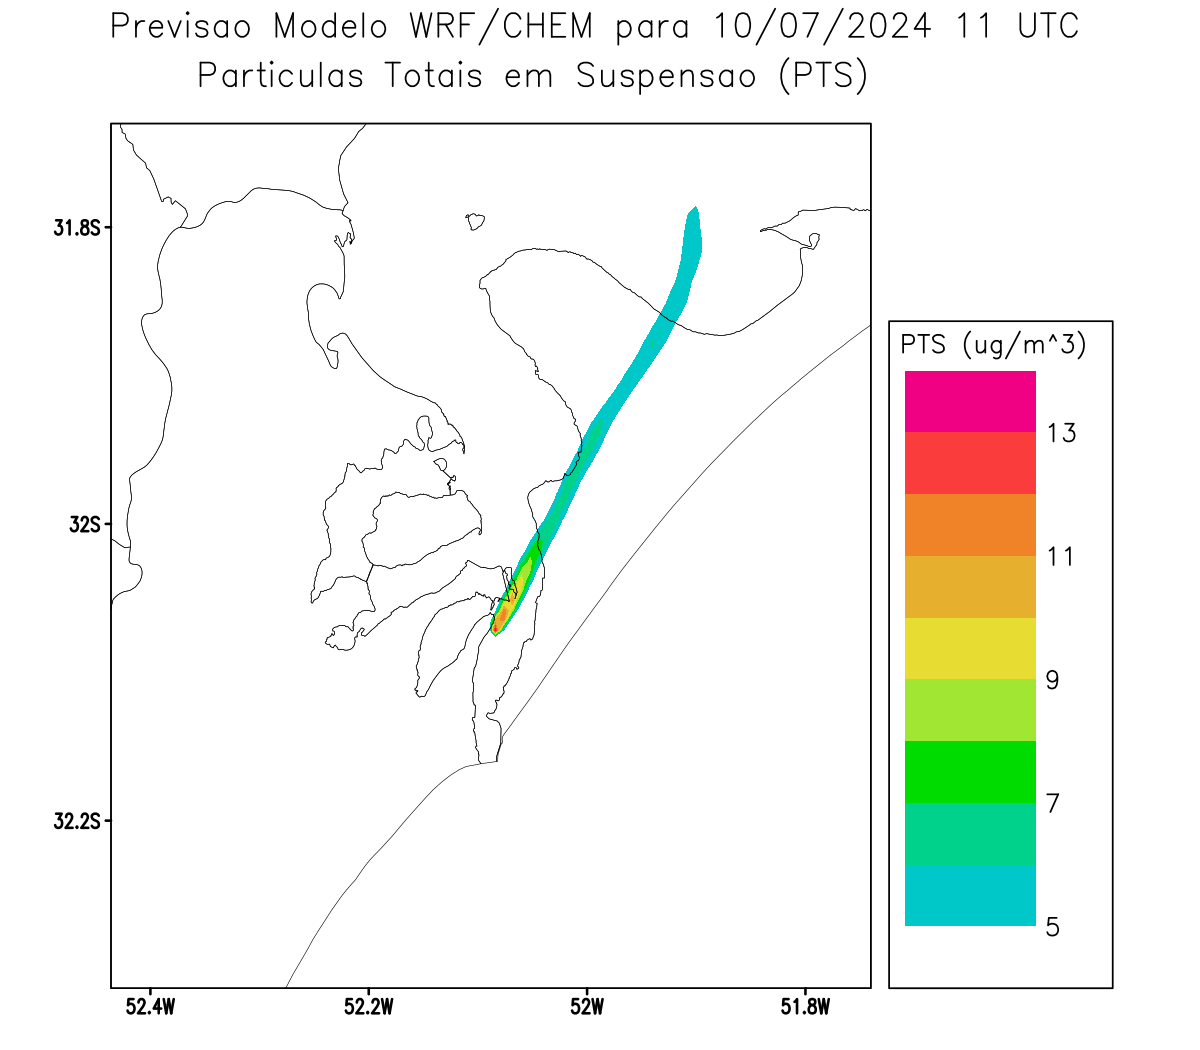 Previsao Modelo WRF/CHEM para 10/07/2024 11 UTC
Particulas Totais em Suspensao (PTS)
31.8S
32S
32.2S
52.4W
52.2W
52W
51.8W
PTS (ug/m^3)
13
11
9
7
5